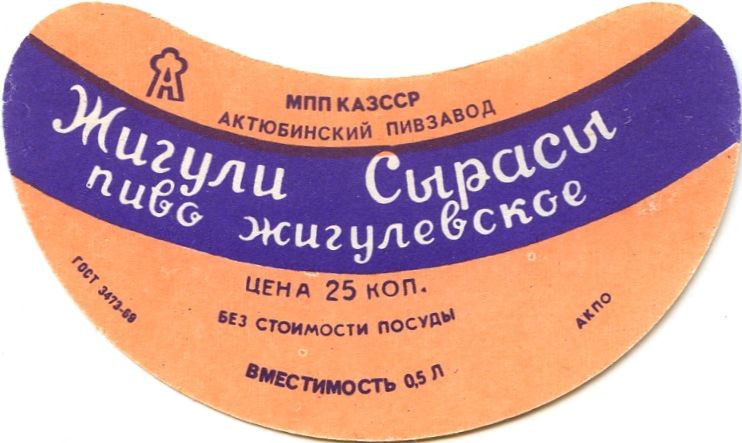 МПП КАЗССР
АКТЮБИНСКИЙ ПИВЗАВОД
Жигули Сырасы
пиво жигулевское
ЦЕНА 25 КОП.
БЕЗ СТОИМОСТИ ПОСУДЫ
ВМЕСТИМОСТЬ 0,5 Л
ГОСТ 3473-69
АКПО